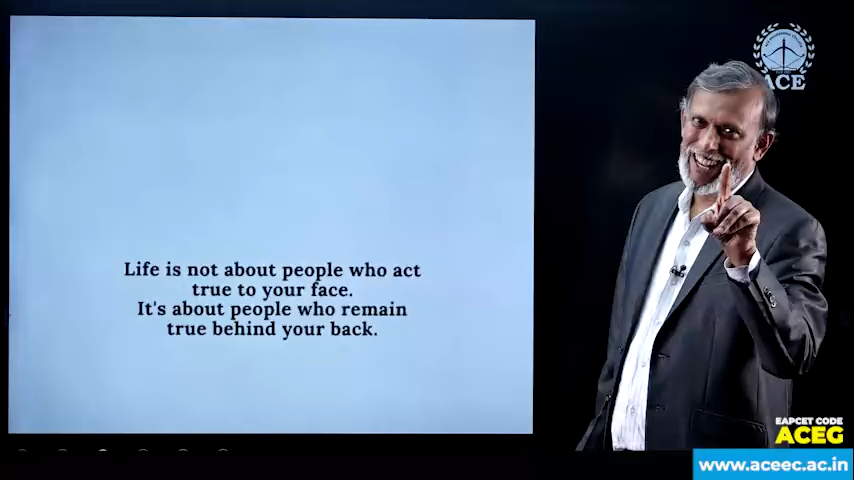 Life is not about people who act
true to your face.
It's about people who remain
true behind your back.
ACE
EAPCET CODE
ACEG
www.aceec.ac.in